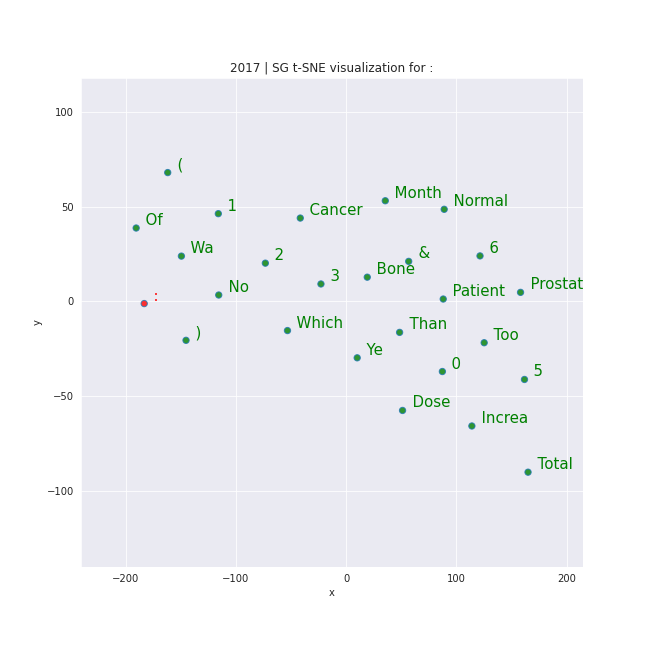 2017 | SG t-SNE visualization for :
100
(
Month
Normal
1
Cancer
50
Of
Wa
&
6
2
Bone
3
Prostat
No
Patient
:
0
Which
Than
)
Too
Ye
0
5
−50
Dose
Increa
Total
−100
−200
−100
0
100
200
x
y